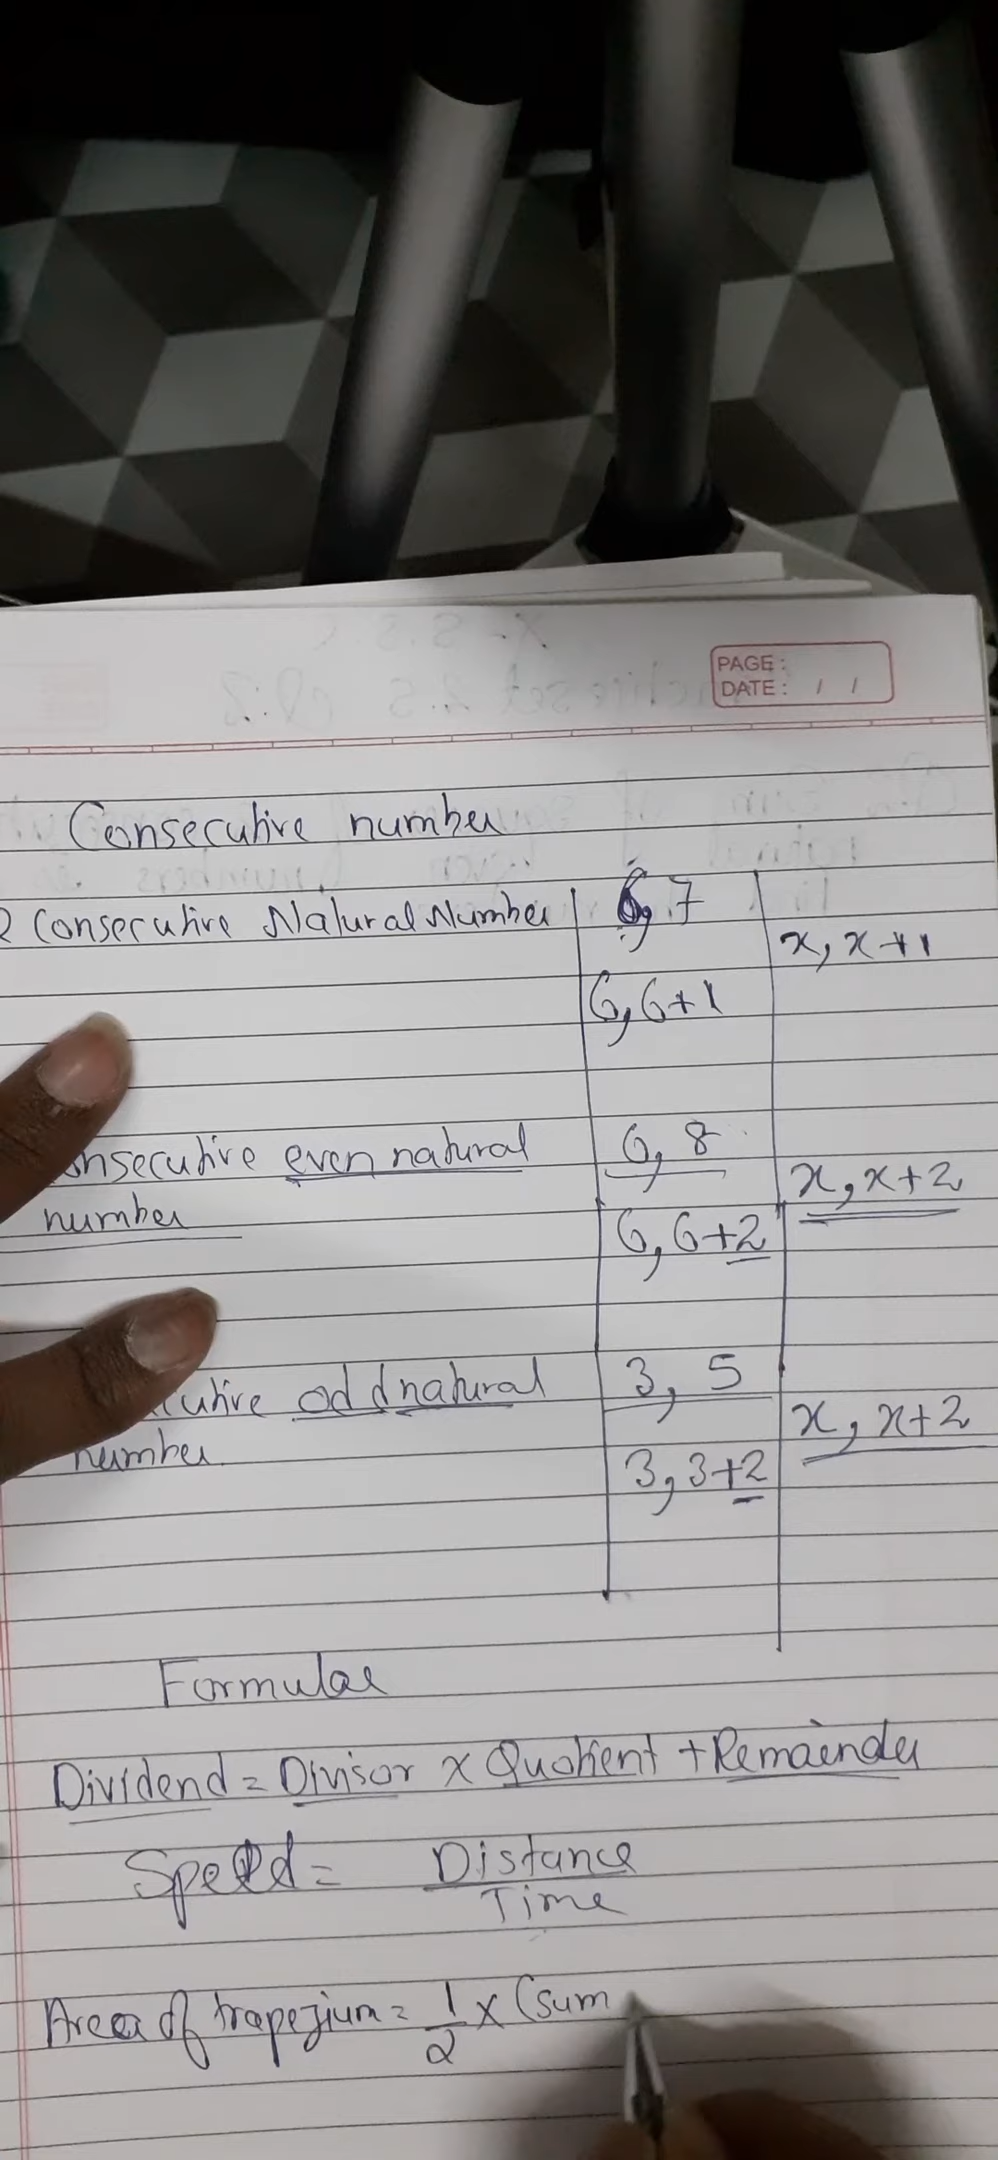 PAGE :
DATE : / /
Consecutive number
2 Consecutive Natural Number 6, 7
x, x+1
6, 6+1
nsecutive even natural 6, 8
number
x, x+2
6, 6+2
cutive odd natural 3, 5
number.
x, x+2
3, 3+2
Formulae
Dividend = Divisor x Quotient + Remainder
Speed = Distance
Time
Area of trapezium = 1 x (sum
2